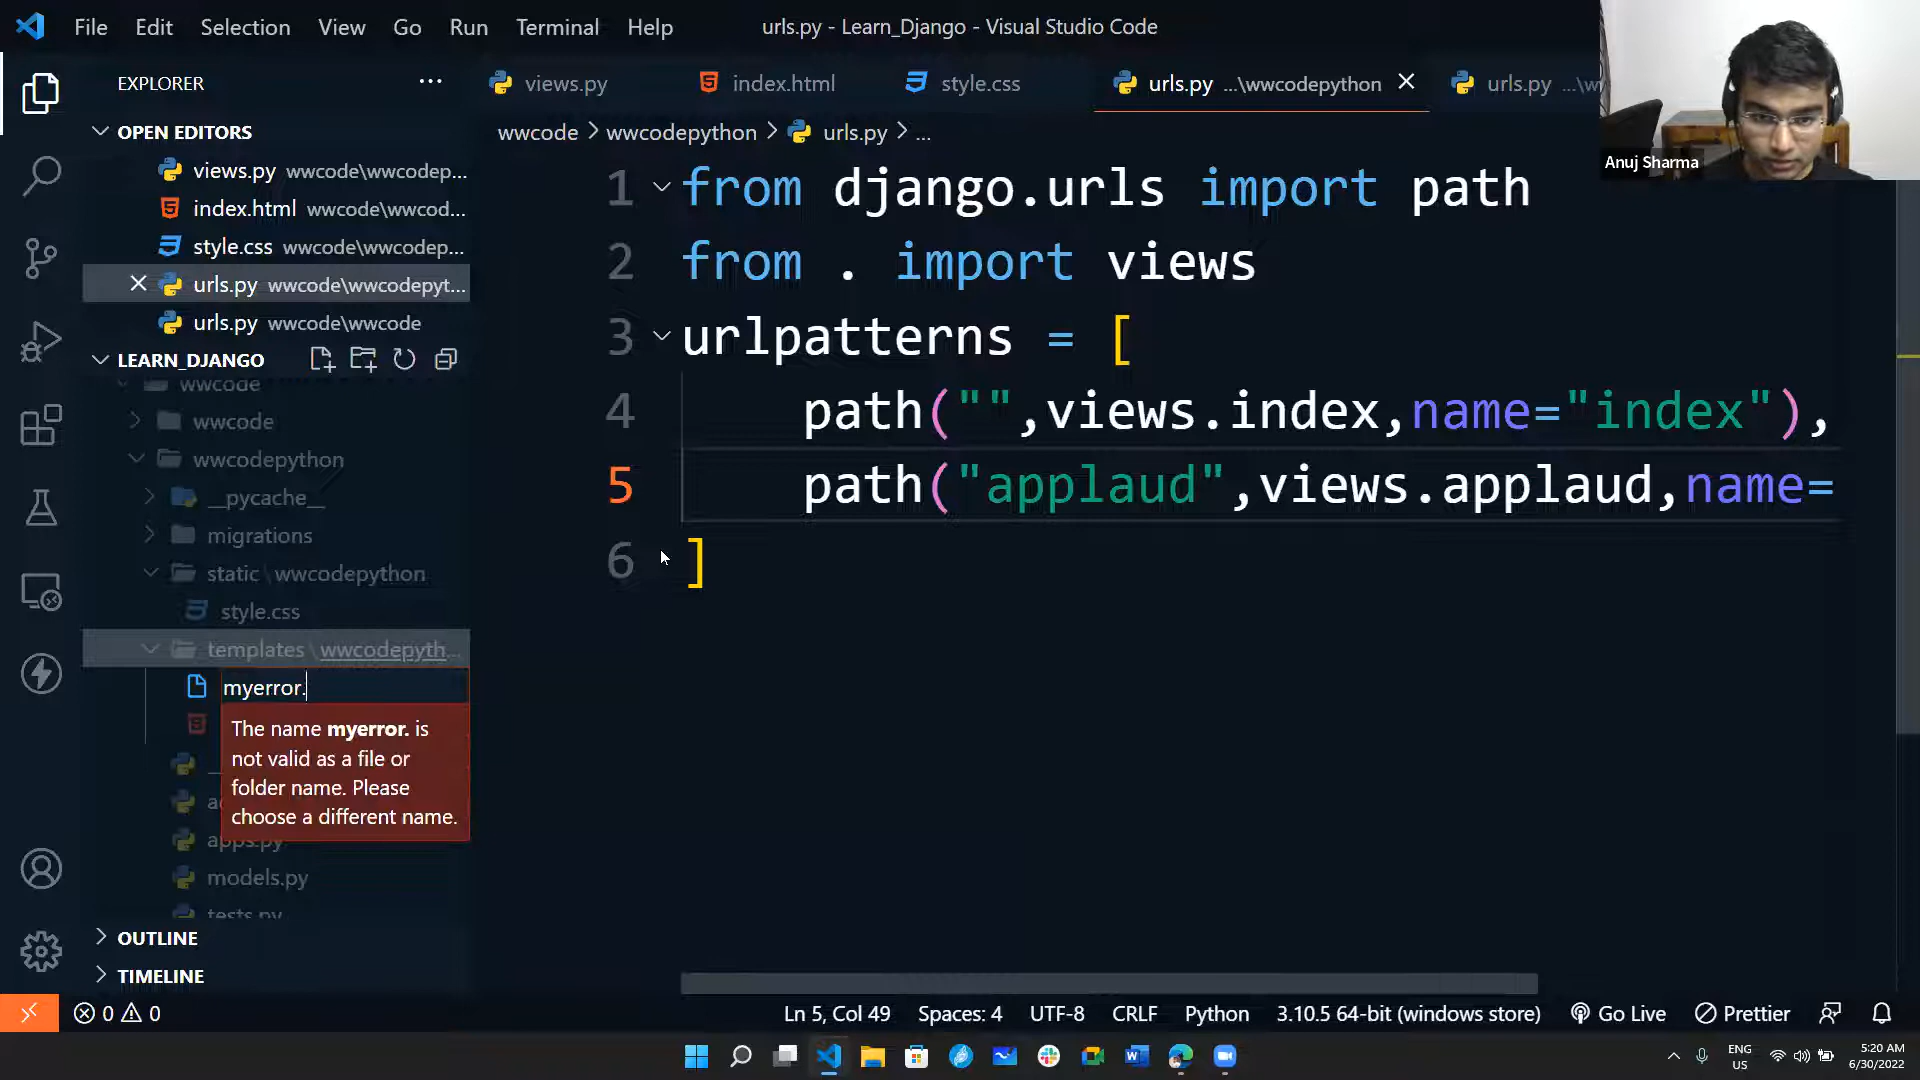 File Edit Selection View Go Run Terminal Help
urls.py - Learn_Django - Visual Studio Code
EXPLORER
views.py
index.html
style.css
urls.py ...\wwcodepython
urls.py ...\w
Anuj Sharma
OPEN EDITORS
wwcode > wwcodepython > urls.py > ...
views.py wwcode\wwcodep...
index.html wwcode\wwcod...
style.css wwcode\wwcodep...
urls.py wwcode\wwcodepyt...
urls.py wwcode\wwcode
LEARN_DJANGO
wwcode
wwcode
wwcodepython
__pycache__
migrations
static \ wwcodepython
style.css
templates \ wwcodepyth...
myerror.
The name myerror. is
not valid as a file or
folder name. Please
choose a different name.
apps.py
models.py
tests.py
OUTLINE
TIMELINE
1 from django.urls import path
2 from . import views
3 urlpatterns = [
4 path("",views.index,name="index"),
5 path("applaud",views.applaud,name=
6 ]
0 0
Ln 5, Col 49
Spaces: 4
UTF-8
CRLF
Python
3.10.5 64-bit (windows store)
Go Live
Prettier
ENG
US
5:20 AM
6/30/2022